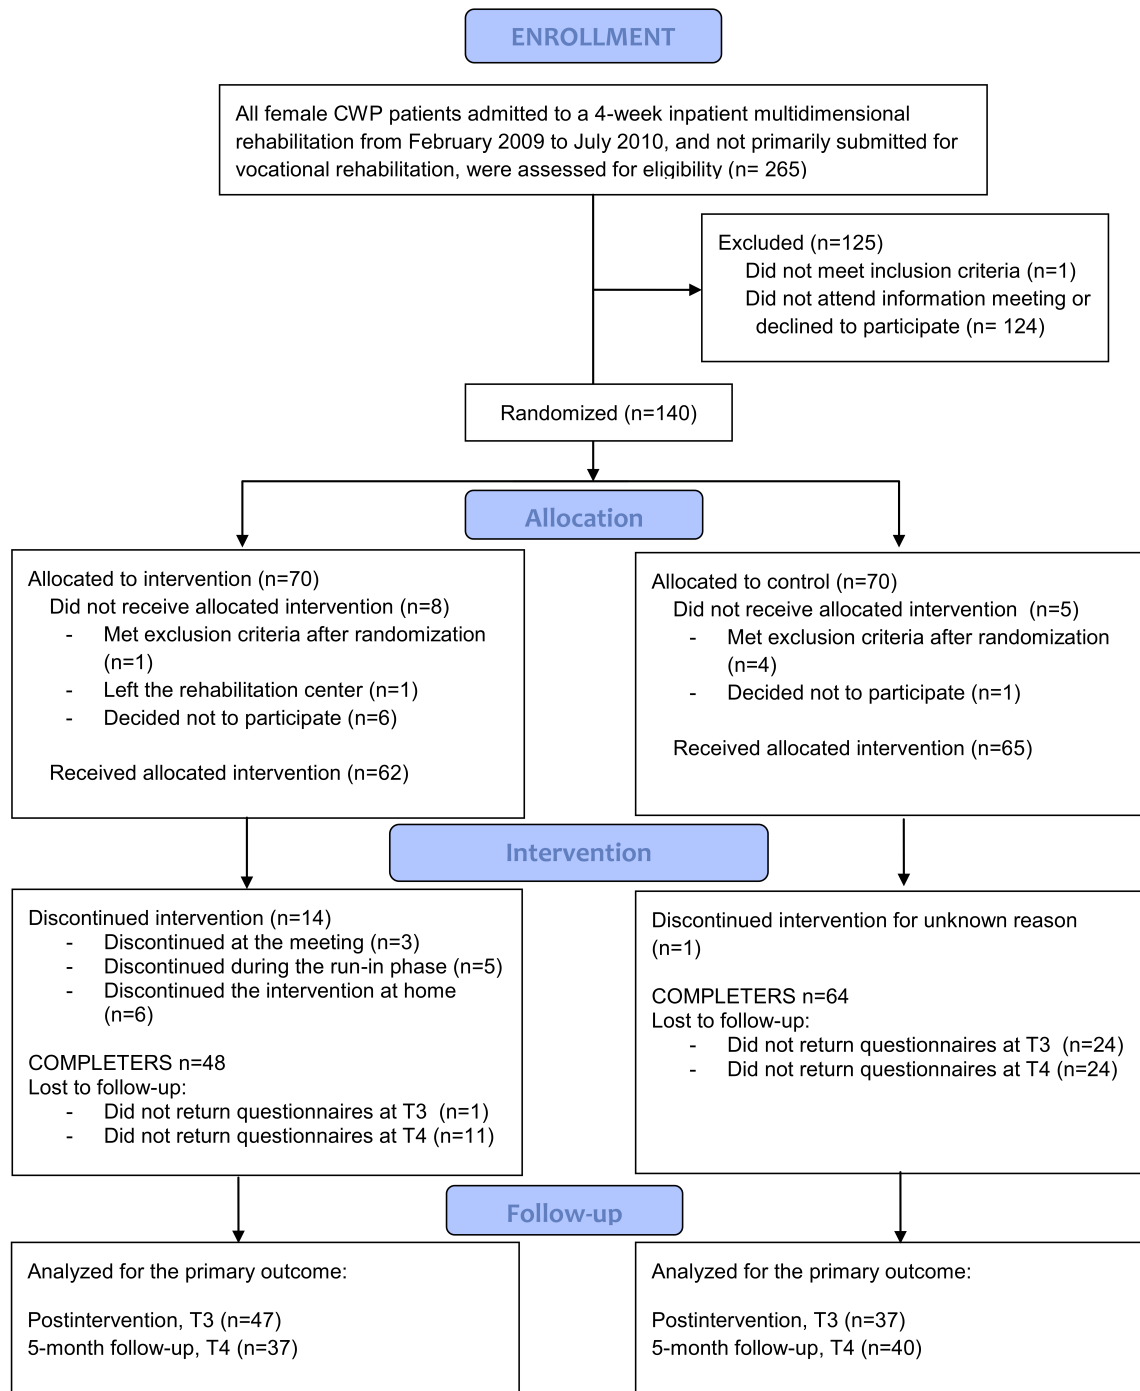 ENROLLMENT
All female CWP patients admitted to a 4-week inpatient multidimensional
rehabilitation from February 2009 to July 2010, and not primarily submitted for
vocational rehabilitation, were assessed for eligibility (n= 265)
Excluded (n=125)
Did not meet inclusion criteria (n=1)
Did not attend information meeting or
declined to participate (n= 124)
Randomized (n=140)
Allocation
Allocated to intervention (n=70)
Did not receive allocated intervention (n=8)
- Met exclusion criteria after randomization
(n=1)
- Left the rehabilitation center (n=1)
- Decided not to participate (n=6)
Received allocated intervention (n=62)
Allocated to control (n=70)
Did not receive allocated intervention (n=5)
- Met exclusion criteria after randomization
(n=4)
- Decided not to participate (n=1)
Received allocated intervention (n=65)
Intervention
Discontinued intervention (n=14)
- Discontinued at the meeting (n=3)
- Discontinued during the run-in phase (n=5)
- Discontinued the intervention at home
(n=6)
COMPLETERS n=48
Lost to follow-up:
- Did not return questionnaires at T3 (n=1)
- Did not return questionnaires at T4 (n=11)
Discontinued intervention for unknown reason
(n=1)
COMPLETERS n=64
Lost to follow-up:
- Did not return questionnaires at T3 (n=24)
- Did not return questionnaires at T4 (n=24)
Follow-up
Analyzed for the primary outcome:
Postintervention, T3 (n=47)
5-month follow-up, T4 (n=37)
Analyzed for the primary outcome:
Postintervention, T3 (n=37)
5-month follow-up, T4 (n=40)